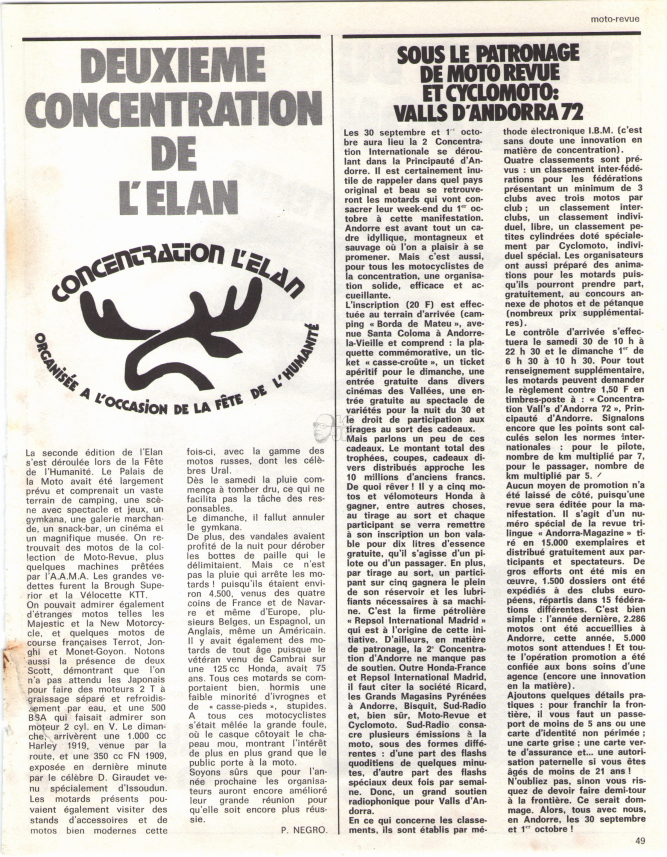 moto-revue
DEUXIEME
CONCENTRATION
DE
L'ELAN
CONCENTRATION L'ELAN
ORGANISÉE A L'OCCASION DE LA FÊTE DE L'HUMANITÉ
La seconde édition de l'Elan
s'est déroulée lors de la Fête
de l'Humanité. Le Palais de
la Moto avait été largement
prévu et comprenait un vaste
terrain de camping, une scè-
ne avec spectacle et jeux, un
gymkana, une galerie marchan-
de, un snack-bar, un cinéma et
un magnifique musée. On re-
trouvait des motos de la col-
lection de Moto-Revue, plus
quelques machines prêtées
par l'A.A.M.A. Les grandes ve-
dettes furent la Brough Supe-
rior et la Vélocette KTT.
On pouvait admirer également
d'étranges motos telles les
Majestic et la New Motorcy-
cle, et quelques motos de
course françaises Terrot, Jon-
ghi et Monet-Goyon. Notons
aussi la présence de deux
Scott, démontrant que l'on
n'a pas attendu les Japonais
pour faire des moteurs 2 T à
graissage séparé et refroidis-
sement par eau, et une 500
BSA qui faisait admirer son
moteur 2 cyl. en V. Le diman-
che, arrivèrent une 1.000 cc
Harley 1919, venue par la
route, et une 350 cc FN 1909,
exposée en dernière minute
par le célèbre D. Giraudet ve-
nu spécialement d'Issoudun.
Les motards présents pou-
vaient également visiter des
stands d'accessoires et de
motos bien modernes cette
fois-ci, avec la gamme des
motos russes, dont les célè-
bres Ural.
Dès le samedi la pluie com-
mença à tomber dru, ce qui ne
facilita pas la tâche des res-
ponsables.
Le dimanche, il fallut annuler
le gymkana.
De plus, des vandales avaient
profité de la nuit pour dérober
les bottes de paille qui le
délimitaient. Mais ce n'est
pas la pluie qui arrête les mo-
tards ! puisqu'ils étaient envi-
ron 4.500, venus des quatre
coins de France et de Navar-
re et même d'Europe, plu-
sieurs Belges, un Espagnol, un
Anglais, même un Américain.
Il y avait également des mo-
tards de tout âge puisque le
vétéran venu de Cambrai sur
une 125 cc Honda, avait 75
ans. Tous ces motards se com-
portaient bien, hormis une
faible minorité d'ivrognes et
de « casse-pieds », stupides.
A tous ces motocyclistes
s'était mêlée la grande foule,
où le casque côtoyait le cha-
peau mou, montrant l'intérêt
de plus en plus grand que le
public porte à la moto.
Soyons sûrs que pour l'an-
née prochaine les organisa-
teurs auront encore amélioré
leur grande réunion pour
qu'elle soit encore plus réus-
sie.
P. NEGRO.
SOUS LE PATRONAGE
DE MOTO REVUE
ET CYCLOMOTO:
VALLS D'ANDORRA 72
Les 30 septembre et 1er octo-
bre aura lieu la 2 Concentra-
tion Internationale se dérou-
lant dans la Principauté d'An-
dorre. Il est certainement inu-
tile de rappeler dans quel pays
original et beau se retrouve-
ront les motards qui vont con-
sacrer leur week-end du 1er oc-
tobre à cette manifestation.
Andorre est avant tout un ca-
dre idyllique, montagneux et
sauvage où l'on a plaisir à se
promener. Mais c'est aussi,
pour tous les motocyclistes de
la concentration, une organisa-
tion solide, efficace et ac-
cueillante.
L'inscription (20 F) est effec-
tuée au terrain d'arrivée (cam-
ping « Borda de Mateu », ave-
nue Santa Coloma à Andorre-
la-Vieille et comprend : la pla-
quette commémorative, un tic-
ket « casse-croûte », un ticket
apéritif pour le dimanche, une
entrée gratuite dans divers
cinémas des Vallées, une en-
trée gratuite au spectacle de
variétés pour la nuit du 30 et
le droit de participation aux
tirages au sort des cadeaux.
Mais parlons un peu de ces
cadeaux. Le montant total des
trophées, coupes, cadeaux di-
vers distribués approche les
10 millions d'anciens francs.
De quoi rêver ! Il y a cinq mo-
tos et vélomoteurs Honda à
gagner, entre autres choses,
au tirage au sort et chaque
participant se verra remettre
à son inscription un bon vala-
ble pour dix litres d'essence
gratuite, qu'il s'agisse d'un pi-
lote ou d'un passager. En plus,
par tirage au sort, un partici-
pant sur cinq gagnera le plein
de son réservoir et les lubri-
fiants nécessaires à sa machi-
ne. C'est la firme pétrolière
« Repsol International Madrid »
qui est à l'origine de cette ini-
tiative. D'ailleurs, en matière
de patronage, la 2e Concentra-
tion d'Andorre ne manque pas
de soutien. Outre Honda-France
et Repsol International Madrid,
il faut citer la société Ricard,
les Grands Magasins Pyrénées
à Andorre, Bisquit, Sud-Radio
et, bien sûr, Moto-Revue et
Cyclomoto. Sud-Radio consa-
cre plusieurs émissions à la
moto, sous des formes diffé-
rentes : d'une part des flashs
quoditiens de quelques minu-
tes, d'autre part des flashs
spéciaux deux fois par semai-
ne. Donc, un grand soutien
radiophonique pour Valls d'An-
dorra.
En ce qui concerne les classe-
ments, ils sont établis par mé-
thode électronique I.B.M. (c'est
sans doute une innovation en
matière de concentration).
Quatre classements sont pré-
vus : un classement inter-fédé-
rations pour les fédérations
présentant un minimum de 3
clubs avec trois motos par
club ; un classement inter-
clubs, un classement indivi-
duel, libre, un classement pe-
tites cylindrées doté spéciale-
ment par Cyclomoto, indivi-
duel spécial. Les organisateurs
ont aussi préparé des anima-
tions pour les motards puis-
qu'ils pourront prendre part,
gratuitement, au concours an-
nexe de photos et de pétanque
(nombreux prix supplémentai-
res).
Le contrôle d'arrivée s'effec-
tuera le samedi 30 de 10 h à
22 h 30 et le dimanche 1er de
6 h 30 à 10 h 30. Pour tout
renseignement supplémentaire,
les motards peuvent demander
le règlement contre 1,50 F en
timbres-poste à : « Concentra-
tion Vall's d'Andorra 72 », Prin-
cipauté d'Andorre. Signalons
encore que les points sont cal-
culés selon les normes inter-
nationales : pour le pilote,
nombre de km multiplié par 7,
pour le passager, nombre de
km multiplié par 5.
Aucun moyen de promotion n'a
été laissé de côté, puisqu'une
revue sera éditée pour la ma-
nifestation. Il s'agit d'un nu-
méro spécial de la revue tri-
lingue « Andorra-Magazine » ti-
ré en 15.000 exemplaires et
distribué gratuitement aux par-
ticipants et spectateurs. De
gros efforts ont été mis en
œuvre. 1.500 dossiers ont été
expédiés à des clubs euro-
péens, répartis dans 15 fédéra-
tions différentes. C'est bien
simple : l'année dernière, 2.286
motos ont été accueillies à
Andorre, cette année, 5.000
motos sont attendues ! Et tou-
te l'opération promotion a été
confiée aux bons soins d'une
agence (encore une innovation
en la matière).
Ajoutons quelques détails pra-
tiques : pour franchir la fron-
tière, il vous faut un passe-
port de moins de 5 ans ou une
carte d'identité non périmée ;
une carte grise ; une carte ver-
te d'assurance et... une autori-
sation paternelle si vous êtes
âgés de moins de 21 ans !
N'oubliez pas, sinon vous ris-
quez de devoir faire demi-tour
à la frontière. Ce serait dom-
mage. Alors, tous avec nous,
en Andorre, les 30 septembre
et 1er octobre !
49